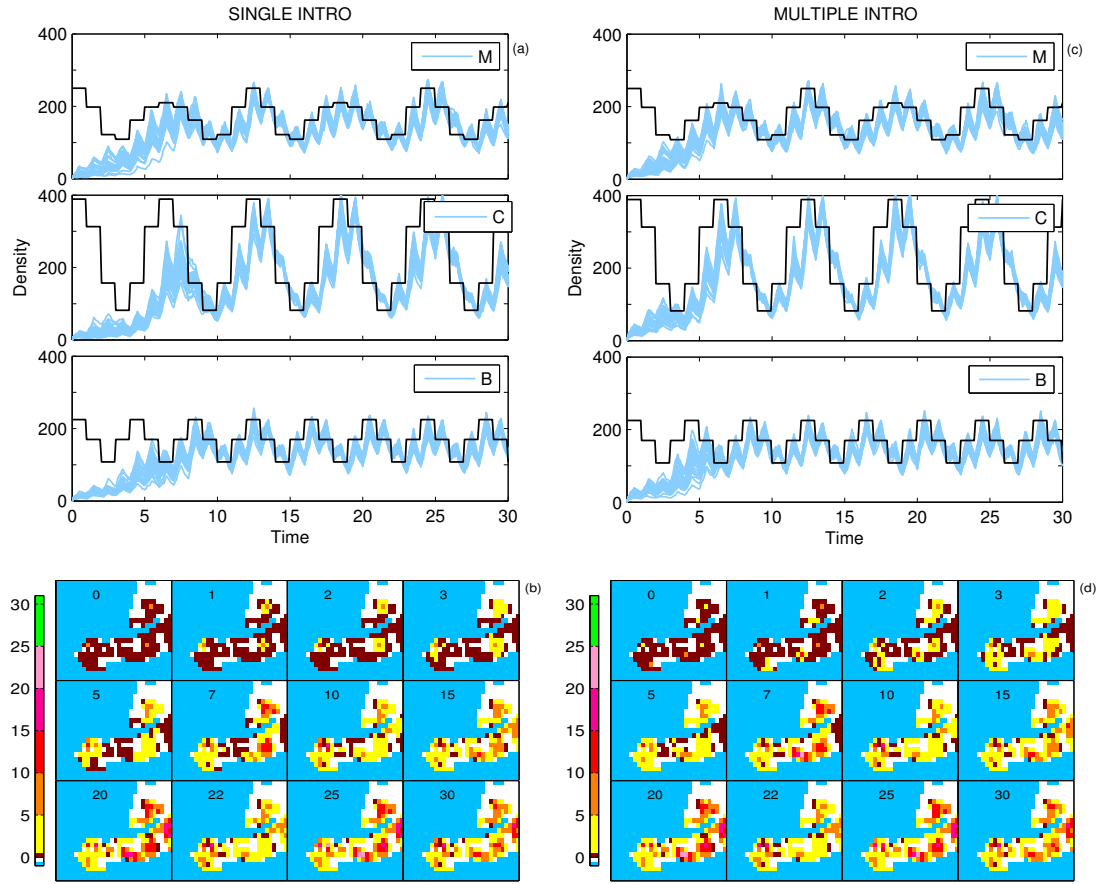 SINGLE INTRO
400
200
0
M
(a)
400
200
0
Density
C
400
200
0
B
0 5 10 15 20 25 30
Time
MULTIPLE INTRO
400
200
0
M
(c)
400
200
0
Density
C
400
200
0
B
0 5 10 15 20 25 30
Time
30
25
20
15
10
5
0
(b)
0 1 2 3
5 7 10 15
20 22 25 30
30
25
20
15
10
5
0
(d)
0 1 2 3
5 7 10 15
20 22 25 30